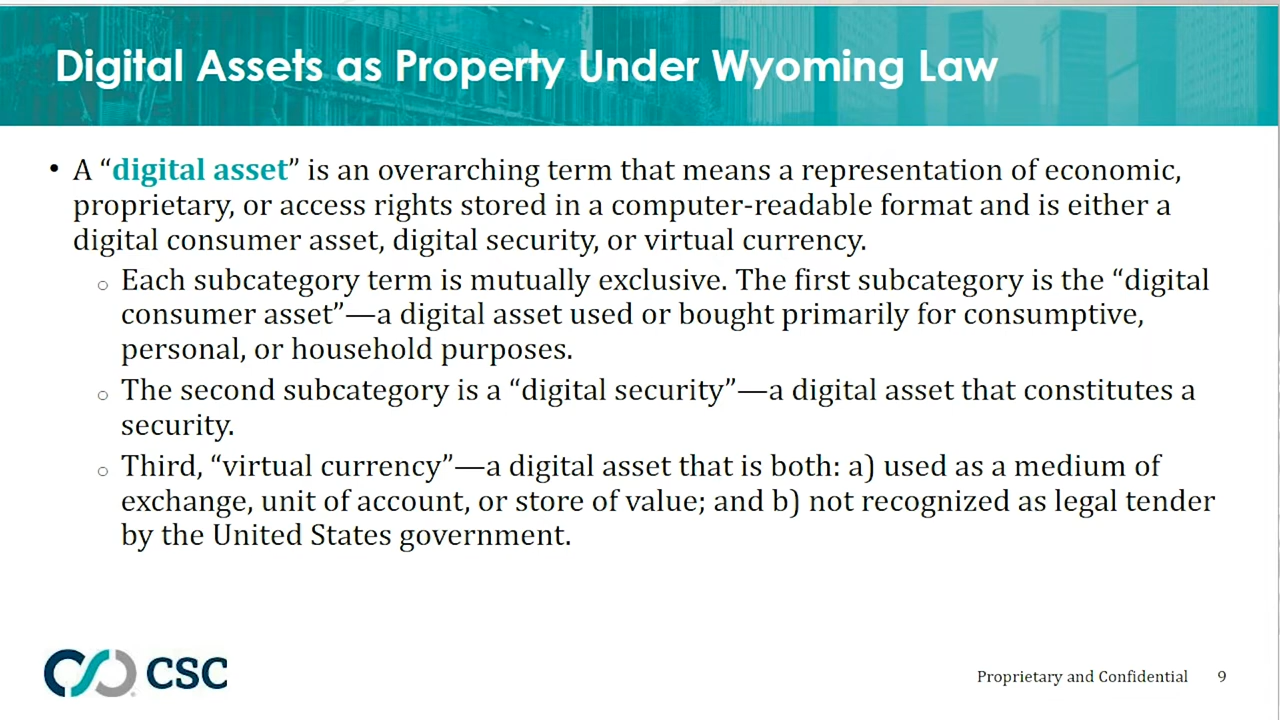 Digital Assets as Property Under Wyoming Law
• A “digital asset” is an overarching term that means a representation of economic,
proprietary, or access rights stored in a computer-readable format and is either a
digital consumer asset, digital security, or virtual currency.
o Each subcategory term is mutually exclusive. The first subcategory is the “digital
consumer asset”—a digital asset used or bought primarily for consumptive,
personal, or household purposes.
o The second subcategory is a “digital security”—a digital asset that constitutes a
security.
o Third, “virtual currency”—a digital asset that is both: a) used as a medium of
exchange, unit of account, or store of value; and b) not recognized as legal tender
by the United States government.
CSC
Proprietary and Confidential 9